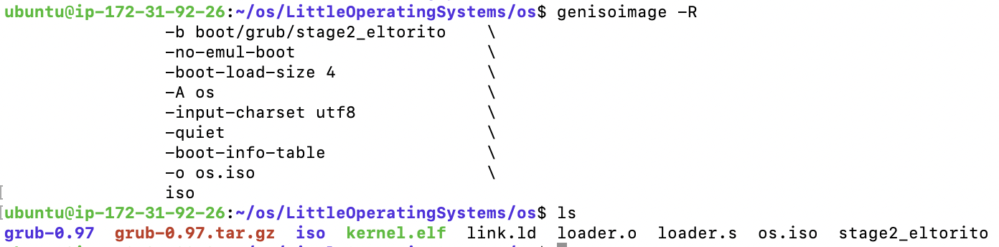 ubuntu@ip-172-31-92-26:~/os/LittleOperatingSystems/os$ genisoimage -R
-b boot/grub/stage2_eltorito \
-no-emul-boot \
-boot-load-size 4 \
-A os \
-input-charset utf8 \
-quiet \
-boot-info-table \
-o os.iso \
iso
ubuntu@ip-172-31-92-26:~/os/LittleOperatingSystems/os$ ls
grub-0.97 grub-0.97.tar.gz iso kernel.elf link.ld loader.o loader.s os.iso stage2_eltorito